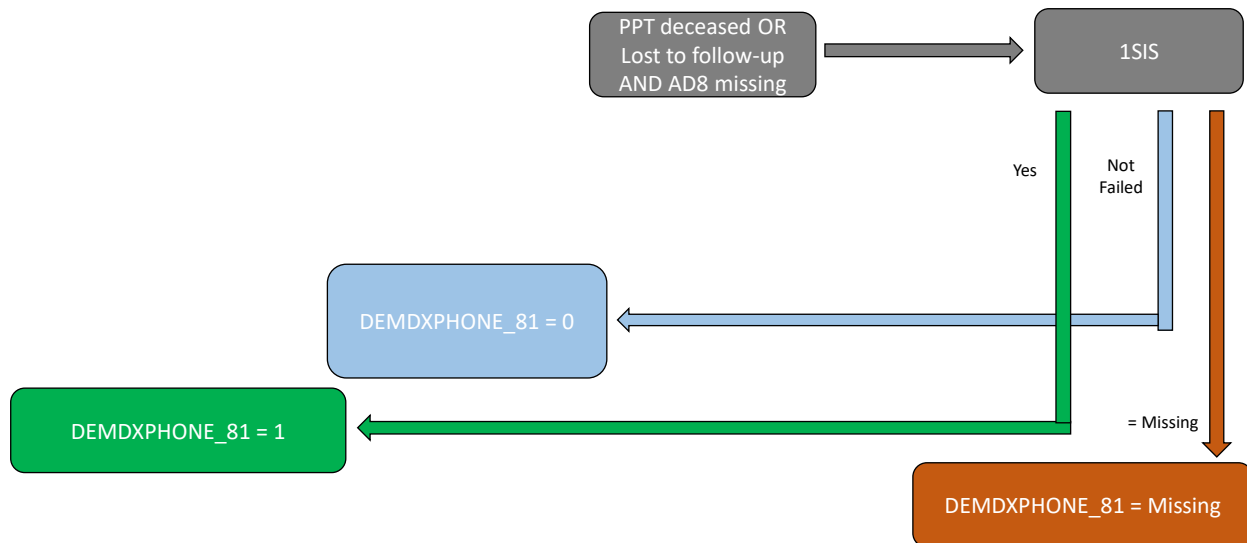 PPT deceased OR
Lost to follow-up
AND AD8 missing
1SIS
Yes
Not
Failed
DEMDXPHONE_81 = 0
DEMDXPHONE_81 = 1
= Missing
DEMDXPHONE_81 = Missing